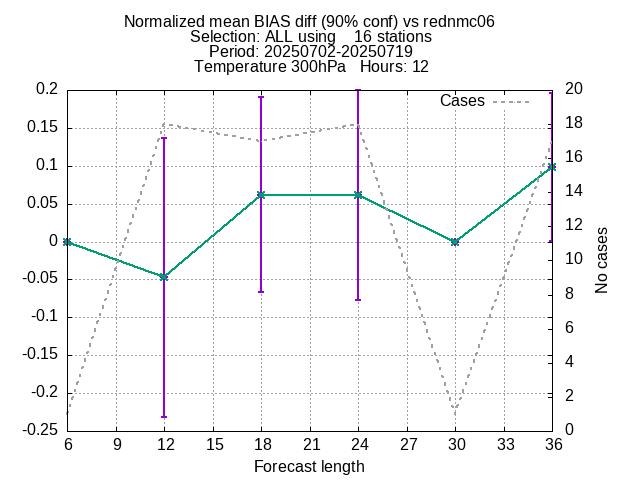 Normalized mean BIAS diff (90% conf) vs rednmc06
Selection: ALL using    16 stations
Period: 20250702-20250719
Temperature 300hPa   Hours: 12
Cases
0.2
0.15
0.1
0.05
0
-0.05
-0.1
-0.15
-0.2
-0.25
20
18
16
14
12
10
8
6
4
2
0
No cases
6 9 12 15 18 21 24 27 30 33 36
Forecast length